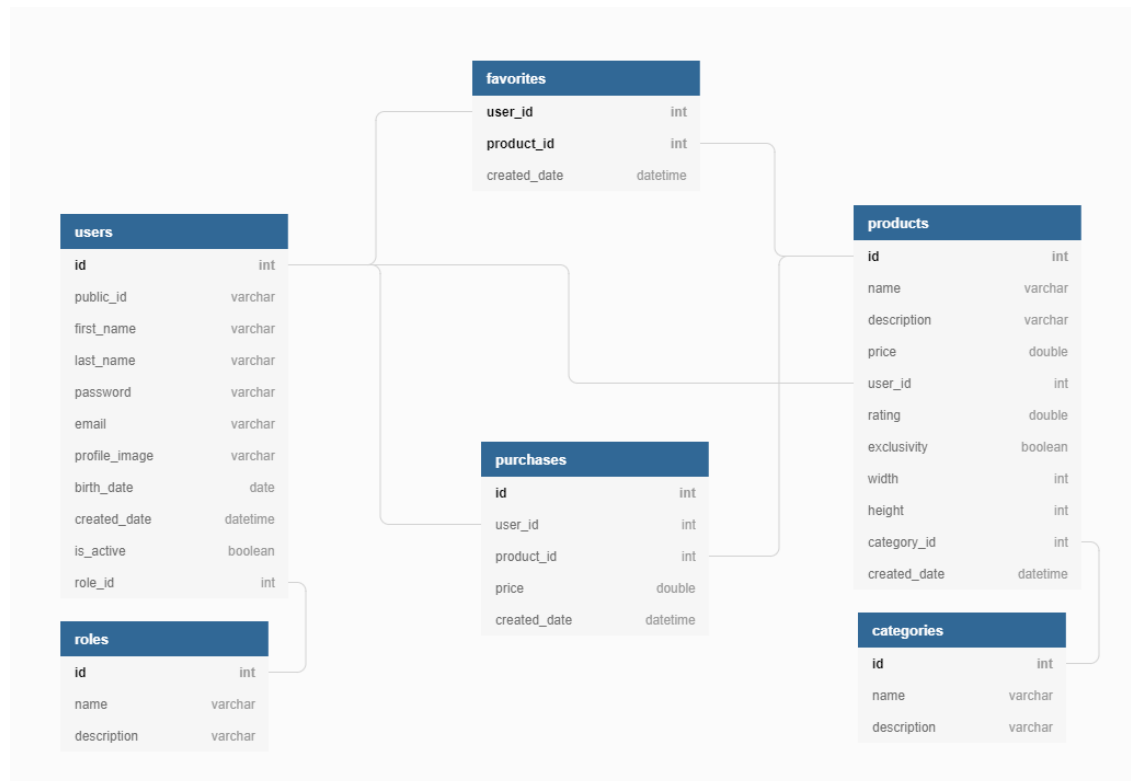 favorites
user_id int
product_id int
created_date datetime
users
id int
public_id varchar
first_name varchar
last_name varchar
password varchar
email varchar
profile_image varchar
birth_date date
created_date datetime
is_active boolean
role_id int
products
id int
name varchar
description varchar
price double
user_id int
rating double
exclusivity boolean
width int
height int
category_id int
created_date datetime
purchases
id int
user_id int
product_id int
price double
created_date datetime
roles
id int
name varchar
description varchar
categories
id int
name varchar
description varchar